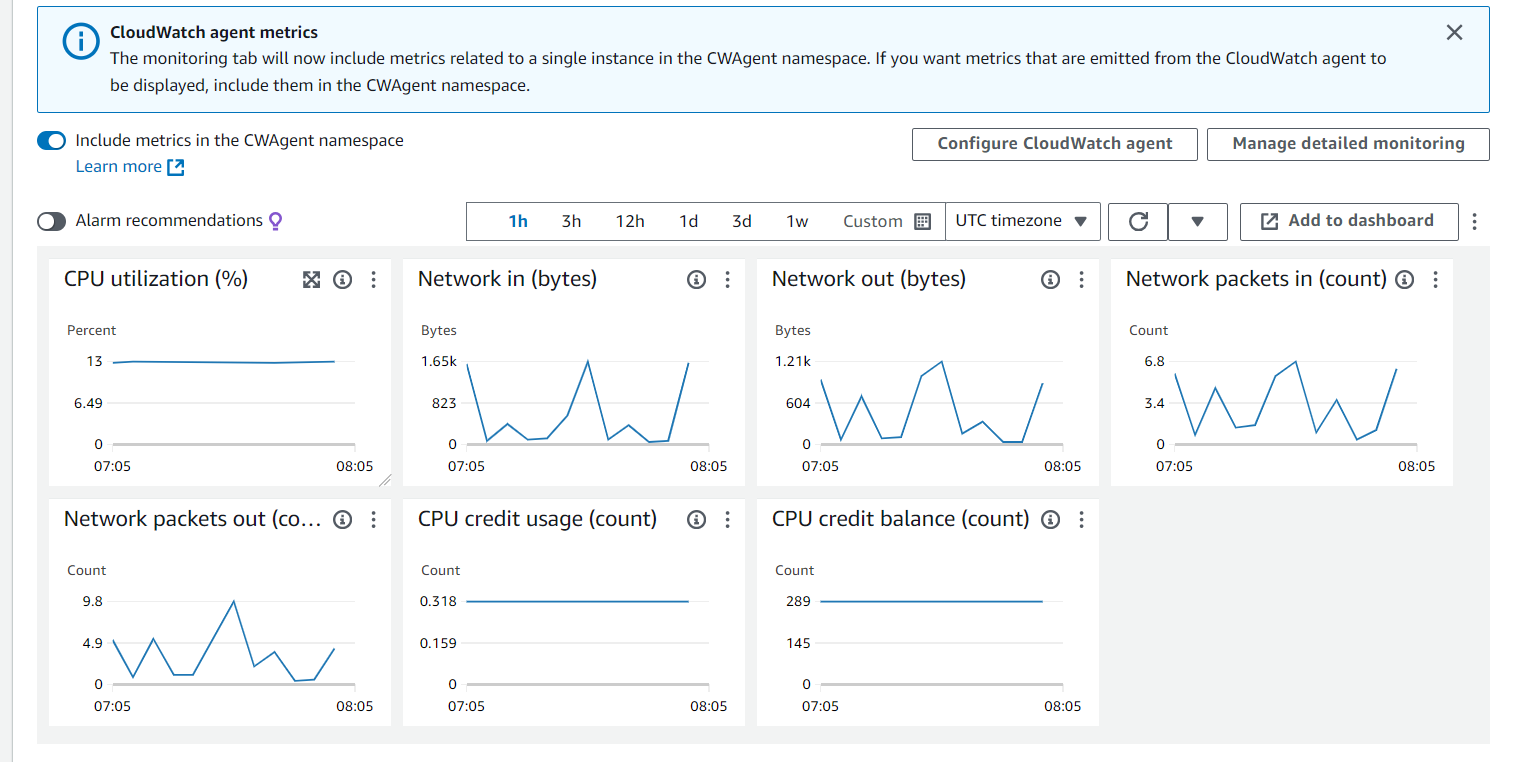 CloudWatch agent metrics
The monitoring tab will now include metrics related to a single instance in the CWAgent namespace. If you want metrics that are emitted from the CloudWatch agent to
be displayed, include them in the CWAgent namespace.
Include metrics in the CWAgent namespace
Learn more
Configure CloudWatch agent
Manage detailed monitoring
Alarm recommendations
1h 3h 12h 1d 3d 1w Custom
UTC timezone
Add to dashboard
CPU utilization (%)
Percent
13
6.49
0
07:05 08:05
Network in (bytes)
Bytes
1.65k
823
0
07:05 08:05
Network out (bytes)
Bytes
1.21k
604
0
07:05 08:05
Network packets in (count)
Count
6.8
3.4
0
07:05 08:05
Network packets out (co...
Count
9.8
4.9
0
07:05 08:05
CPU credit usage (count)
Count
0.318
0.159
0
07:05 08:05
CPU credit balance (count)
Count
289
145
0
07:05 08:05